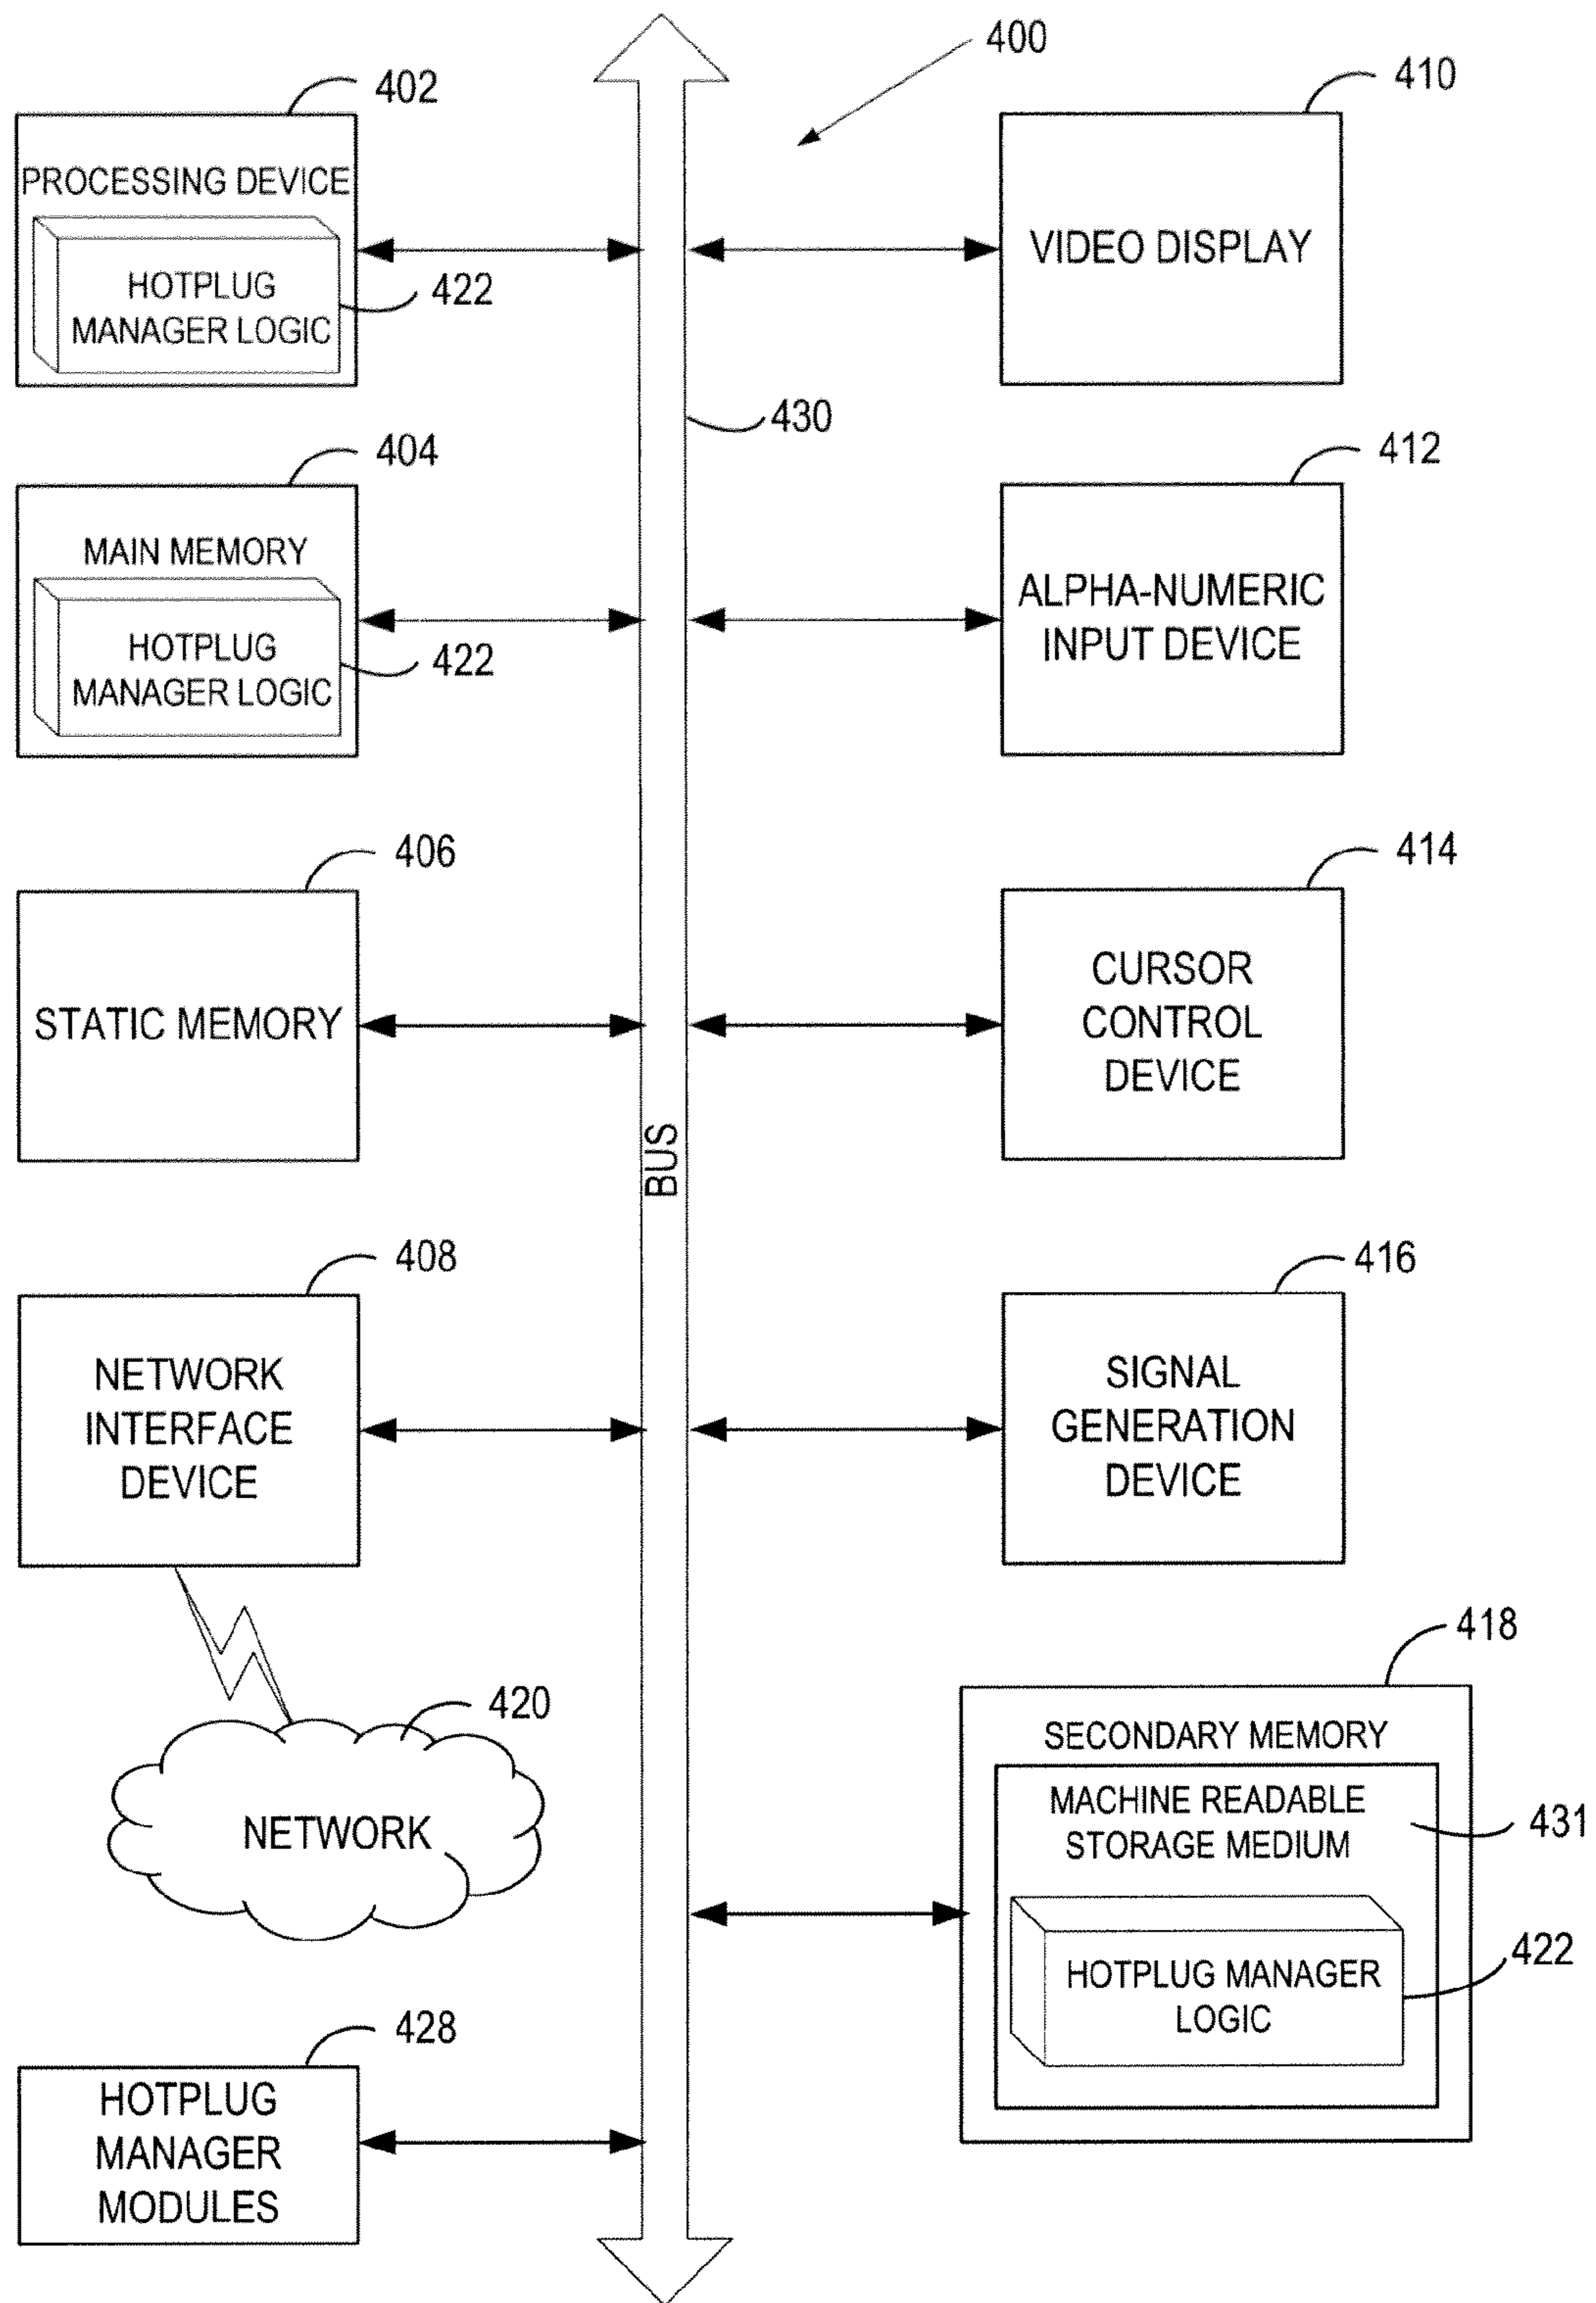 400
402
PROCESSING DEVICE
HOTPLUG
MANAGER LOGIC
422
410
VIDEO DISPLAY
430
404
MAIN MEMORY
HOTPLUG
MANAGER LOGIC
422
412
ALPHA-NUMERIC
INPUT DEVICE
406
STATIC MEMORY
414
CURSOR
CONTROL
DEVICE
BUS
408
NETWORK
INTERFACE
DEVICE
416
SIGNAL
GENERATION
DEVICE
420
NETWORK
418
SECONDARY MEMORY
MACHINE READABLE
STORAGE MEDIUM
431
HOTPLUG MANAGER
LOGIC
422
428
HOTPLUG
MANAGER
MODULES